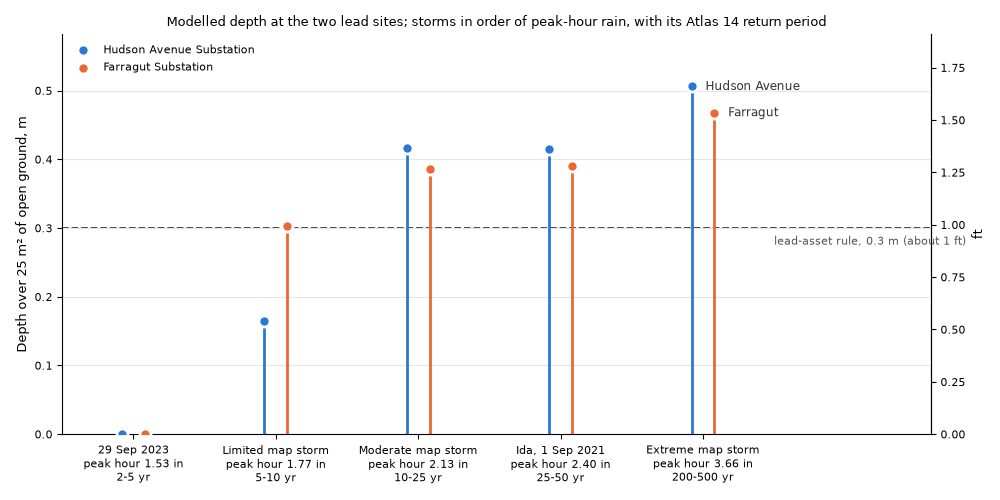 Modelled depth at the two lead sites; storms in order of peak-hour rain, with its Atlas 14 return period
Hudson Avenue Substation
Farragut Substation
Depth over 25 m² of open ground, m
0.5
0.4
0.3
0.2
0.1
0.0
1.75
1.50
1.25
1.00
0.75
0.50
0.25
0.00
ft
Hudson Avenue
Farragut
lead-asset rule, 0.3 m (about 1 ft)
29 Sep 2023
peak hour 1.53 in
2-5 yr
Limited map storm
peak hour 1.77 in
5-10 yr
Moderate map storm
peak hour 2.13 in
10-25 yr
Ida, 1 Sep 2021
peak hour 2.40 in
25-50 yr
Extreme map storm
peak hour 3.66 in
200-500 yr